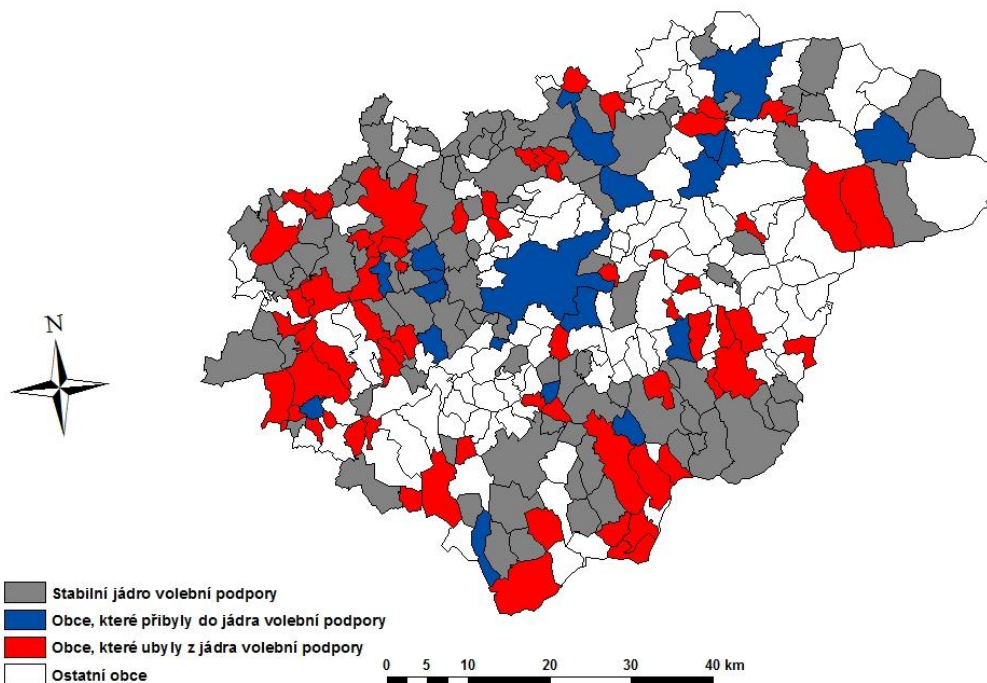 N
Stabilní jádro volební podpory
Obce, které přibyly do jádra volební podpory
Obce, které ubyly z jádra volební podpory
Ostatní obce
0 5 10 20 30 40 km